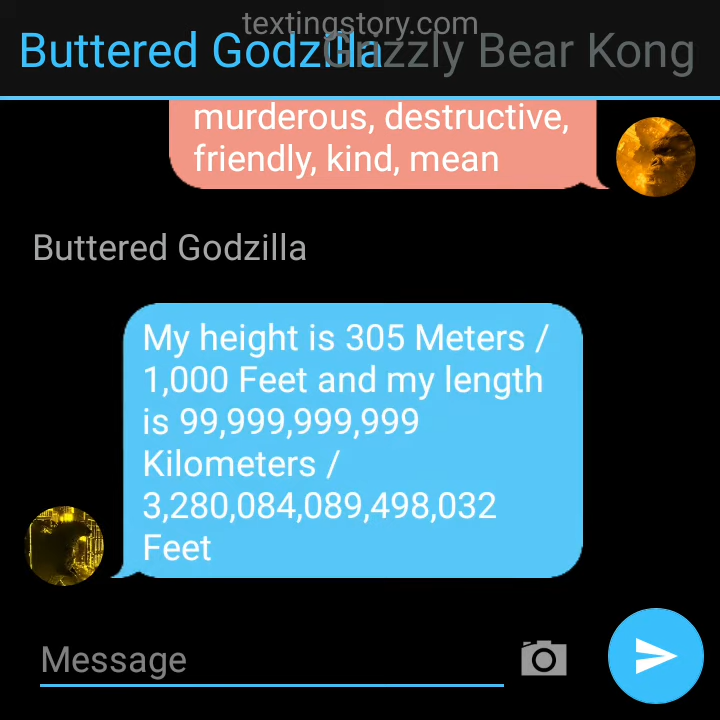 textingstory.com
Buttered Godzilla Grizzly Bear Kong
murderous, destructive,
friendly, kind, mean
Buttered Godzilla
My height is 305 Meters /
1,000 Feet and my length
is 99,999,999,999
Kilometers /
3,280,084,089,498,032
Feet
Message